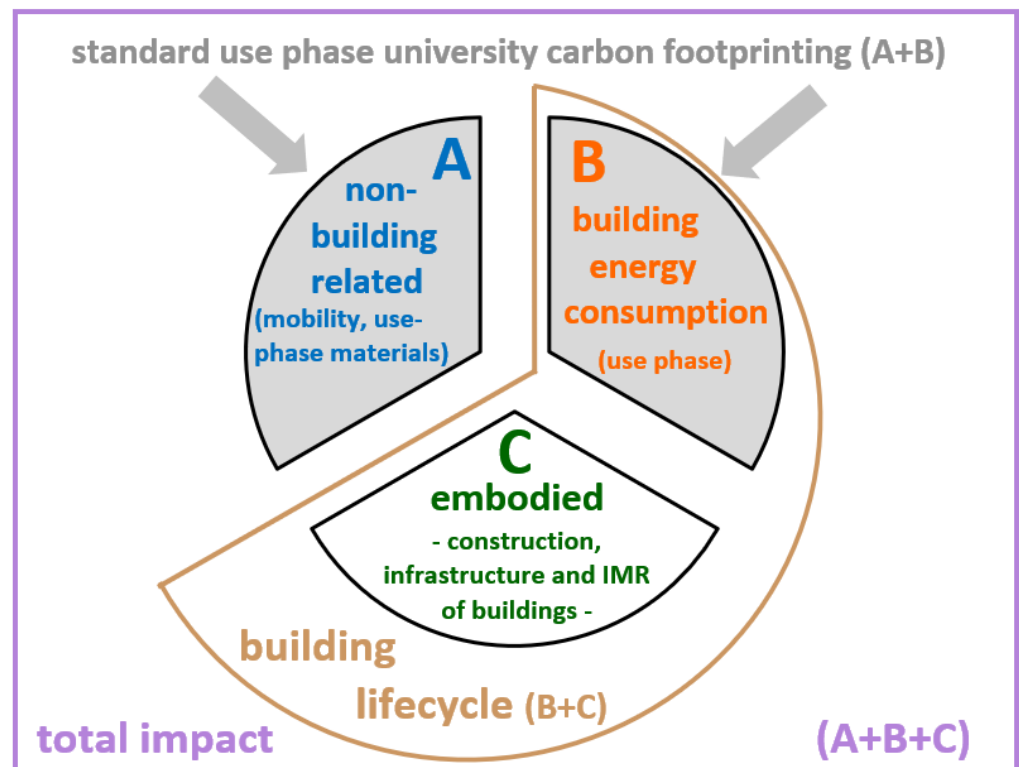 standard use phase university carbon footprinting (A+B)
A
non-
building
related
(mobility, use-
phase materials)
B
building
energy
consumption
(use phase)
C
embodied
- construction,
infrastructure and IMR
of buildings -
building
lifecycle (B+C)
total impact
(A+B+C)